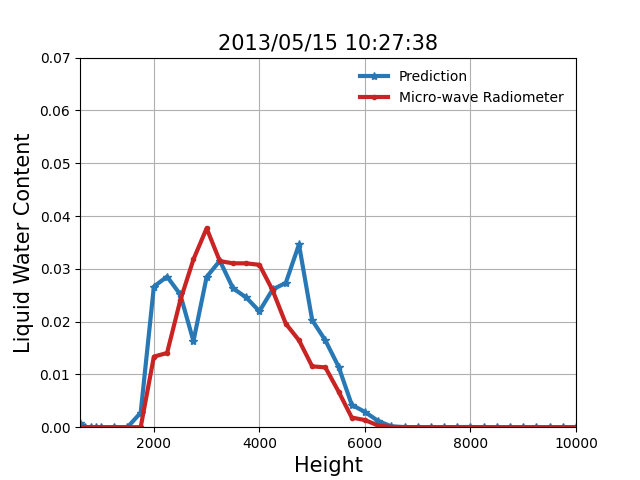 2013/05/15 10:27:38
0.07
0.06
0.05
0.04
0.03
0.02
0.01
0.00
Liquid Water Content
Prediction
Micro-wave Radiometer
2000 4000 6000 8000 10000
Height